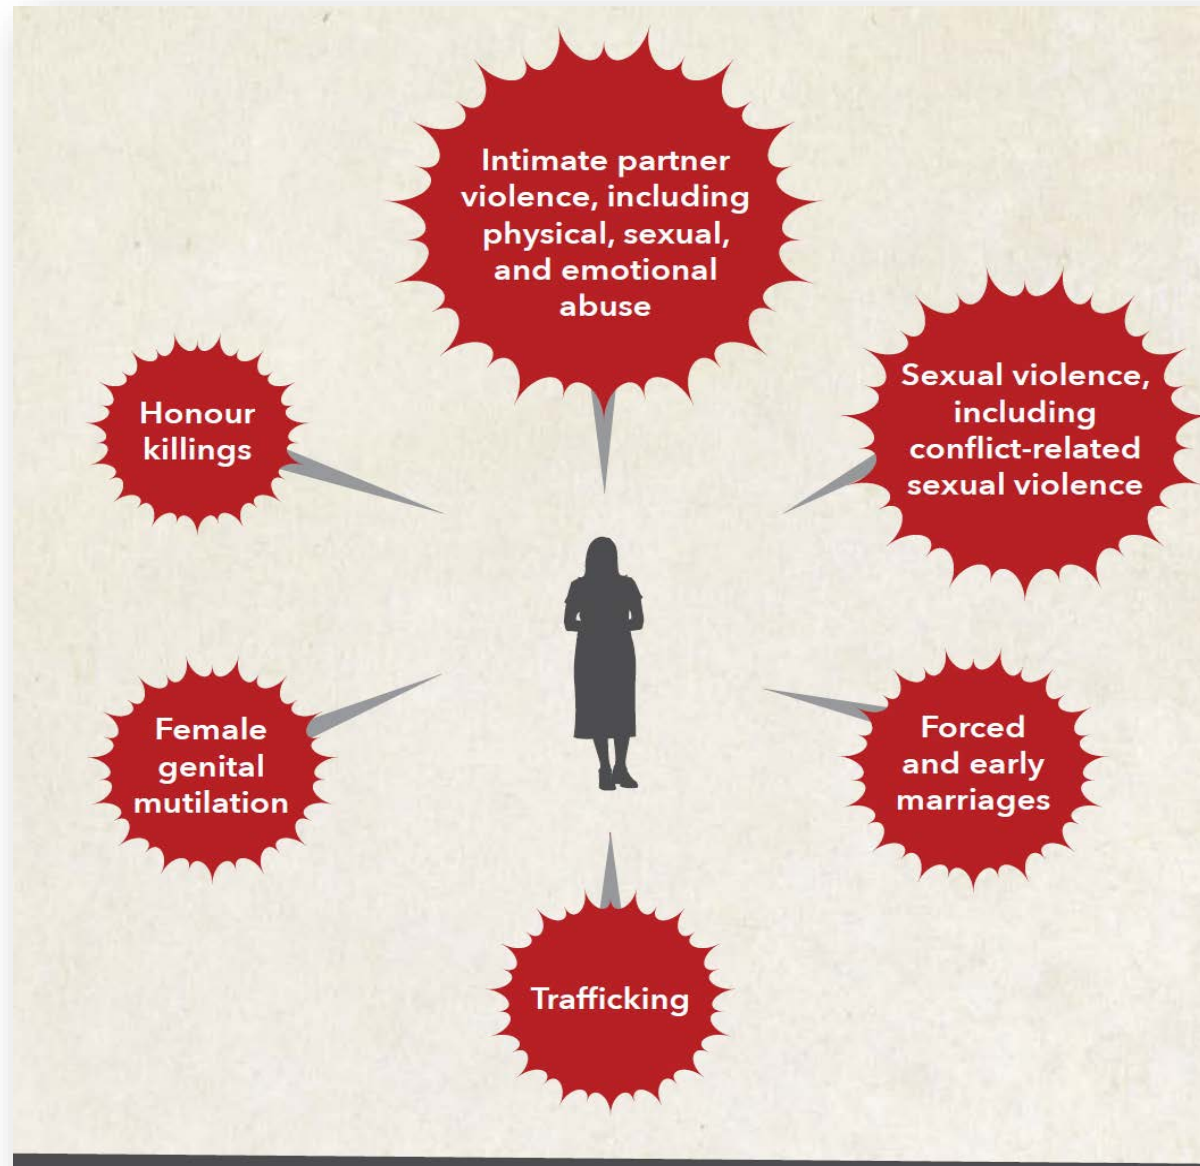 Intimate partner
violence, including
physical, sexual,
and emotional
abuse
Sexual violence,
including
conflict-related
sexual violence
Honour
killings
Female
genital
mutilation
Forced
and early
marriages
Trafficking